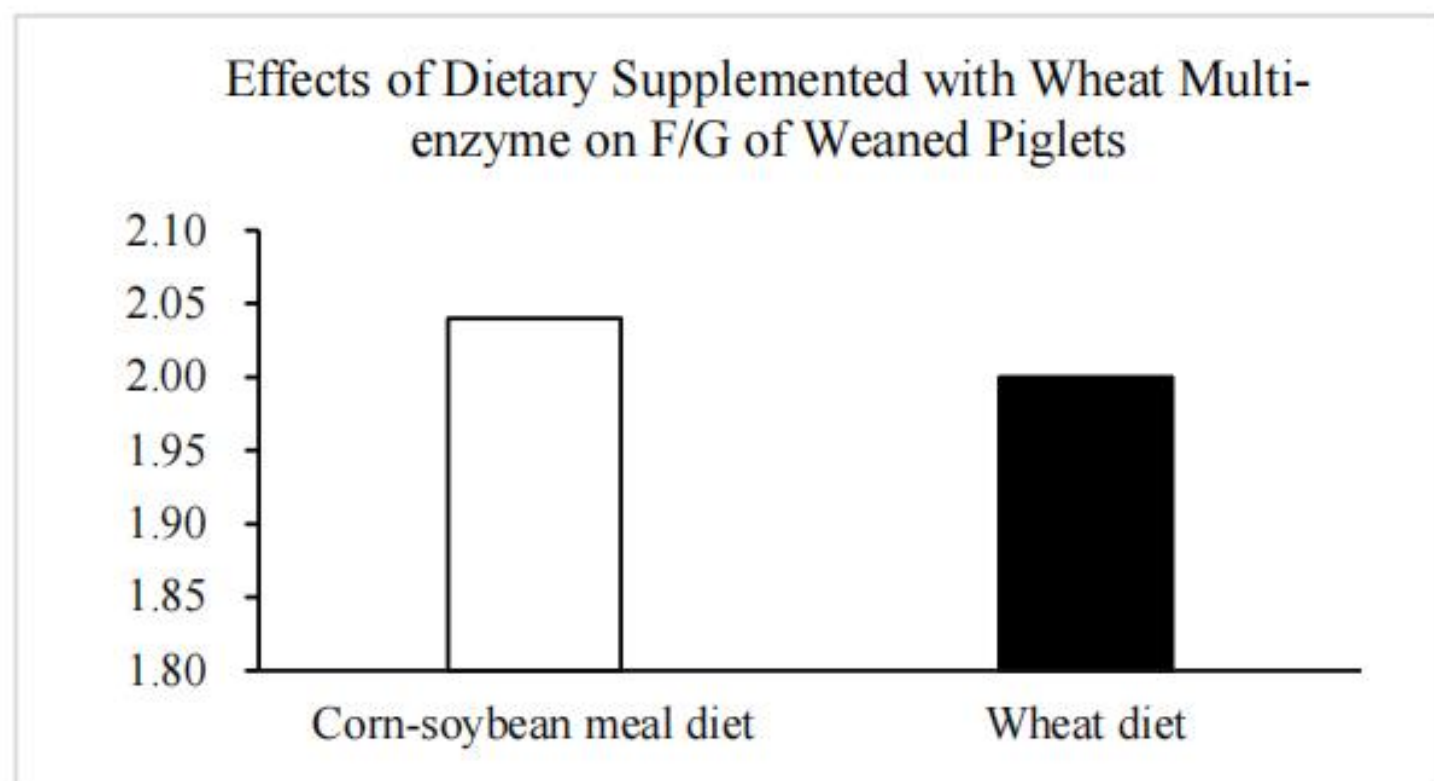 Effects of Dietary Supplemented with Wheat Multi-
enzyme on F/G of Weaned Piglets
2.10
2.05
2.00
1.95
1.90
1.85
1.80
Corn-soybean meal diet
Wheat diet